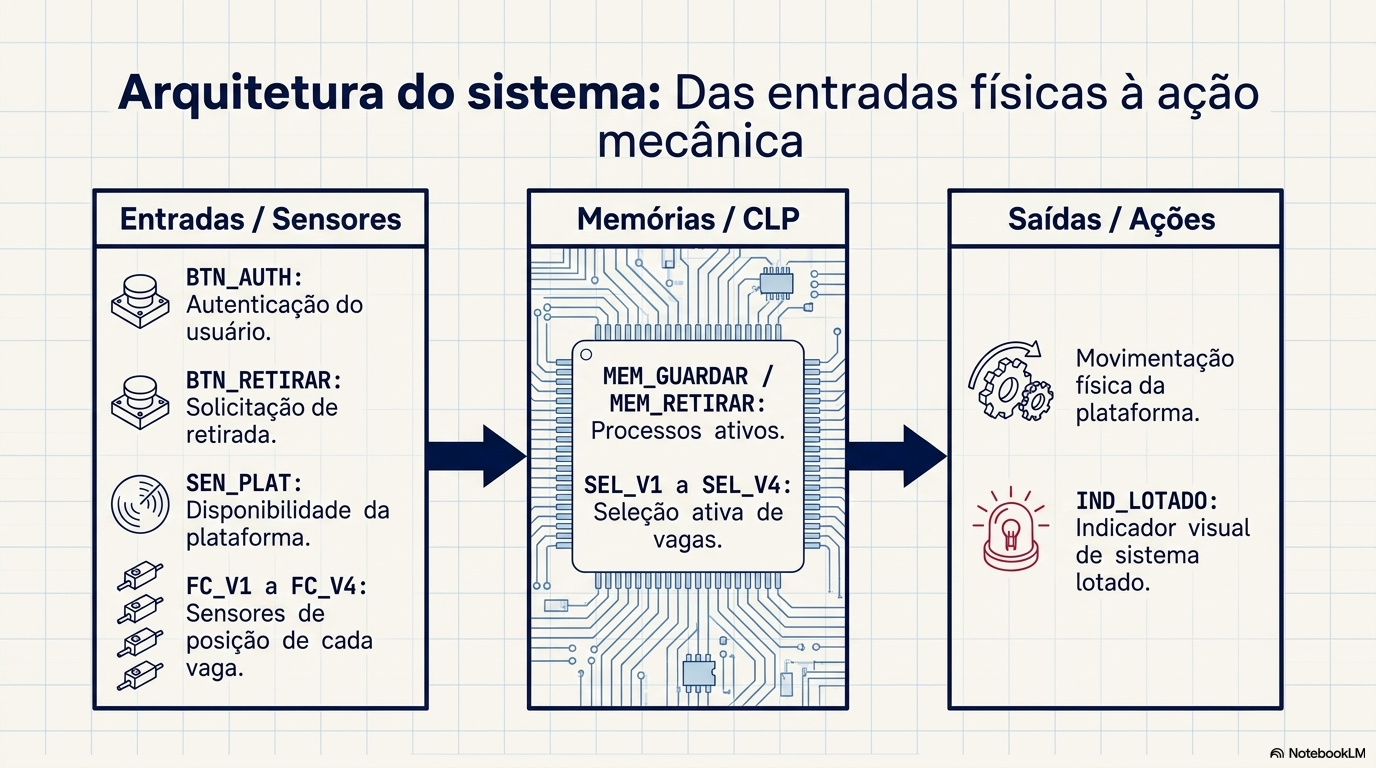 Arquitetura do sistema: Das entradas físicas à ação
mecânica
Entradas / Sensores
BTN_AUTH:
Autenticação do
usuário.
BTN_RETIRAR:
Solicitação de
retirada.
SEN_PLAT:
Disponibilidade da
plataforma.
FC_V1 a FC_V4:
Sensores de
posição de cada
vaga.
Memórias / CLP
MEM_GUARDAR /
MEM_RETIRAR:
Processos ativos.
SEL_V1 a SEL_V4:
Seleção ativa de
vagas.
Saídas / Ações
Movimentação
física da
plataforma.
IND_LOTADO:
Indicador visual
de sistema
lotado.
NotebookLM